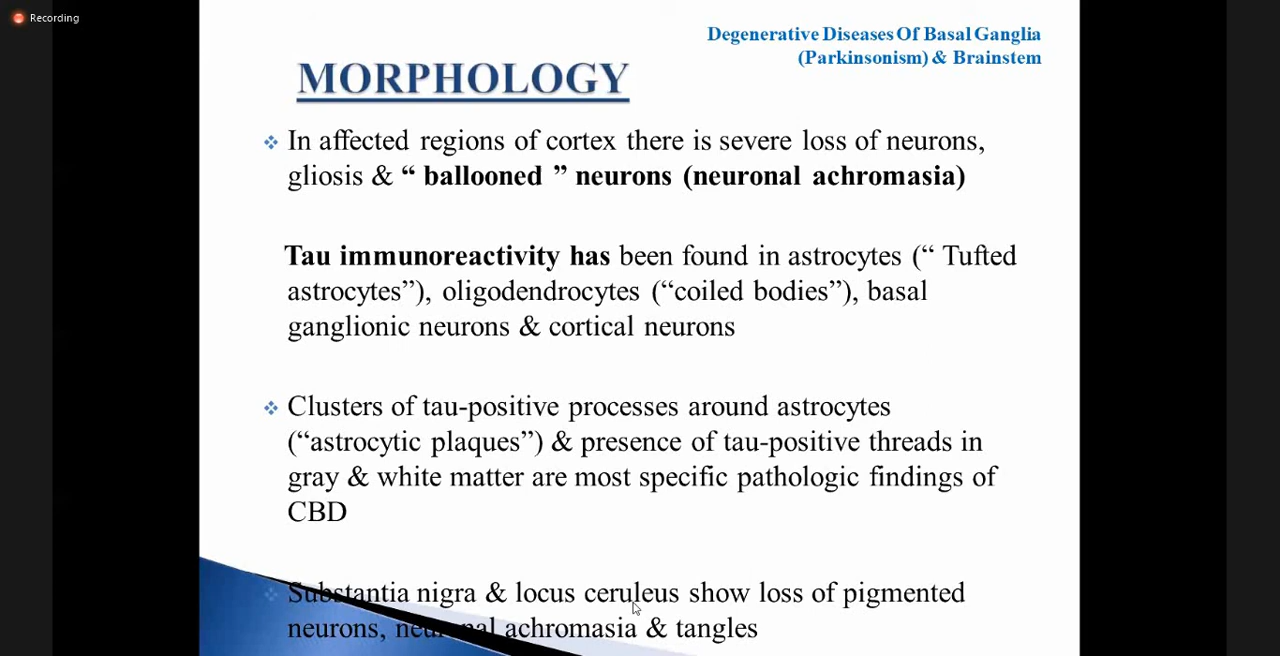 Recording
Degenerative Diseases Of Basal Ganglia
(Parkinsonism) & Brainstem
MORPHOLOGY
In affected regions of cortex there is severe loss of neurons,
gliosis & “ ballooned ” neurons (neuronal achromasia)
Tau immunoreactivity has been found in astrocytes (“ Tufted
astrocytes”), oligodendrocytes (“coiled bodies”), basal
ganglionic neurons & cortical neurons
Clusters of tau-positive processes around astrocytes
(“astrocytic plaques”) & presence of tau-positive threads in
gray & white matter are most specific pathologic findings of
CBD
Substantia nigra & locus ceruleus show loss of pigmented
neurons, neuronal achromasia & tangles